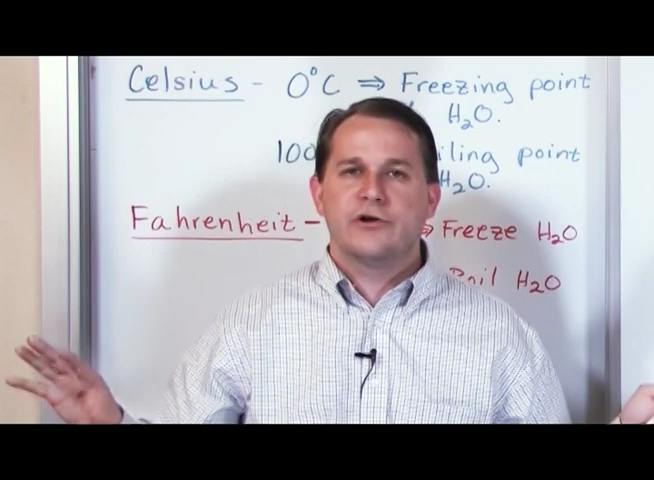 Celsius - 0°C ⇒ Freezing point
H₂O.
100 iling point
H₂O.
Fahrenheit - ⇒ Freeze H₂O
Boil H₂O